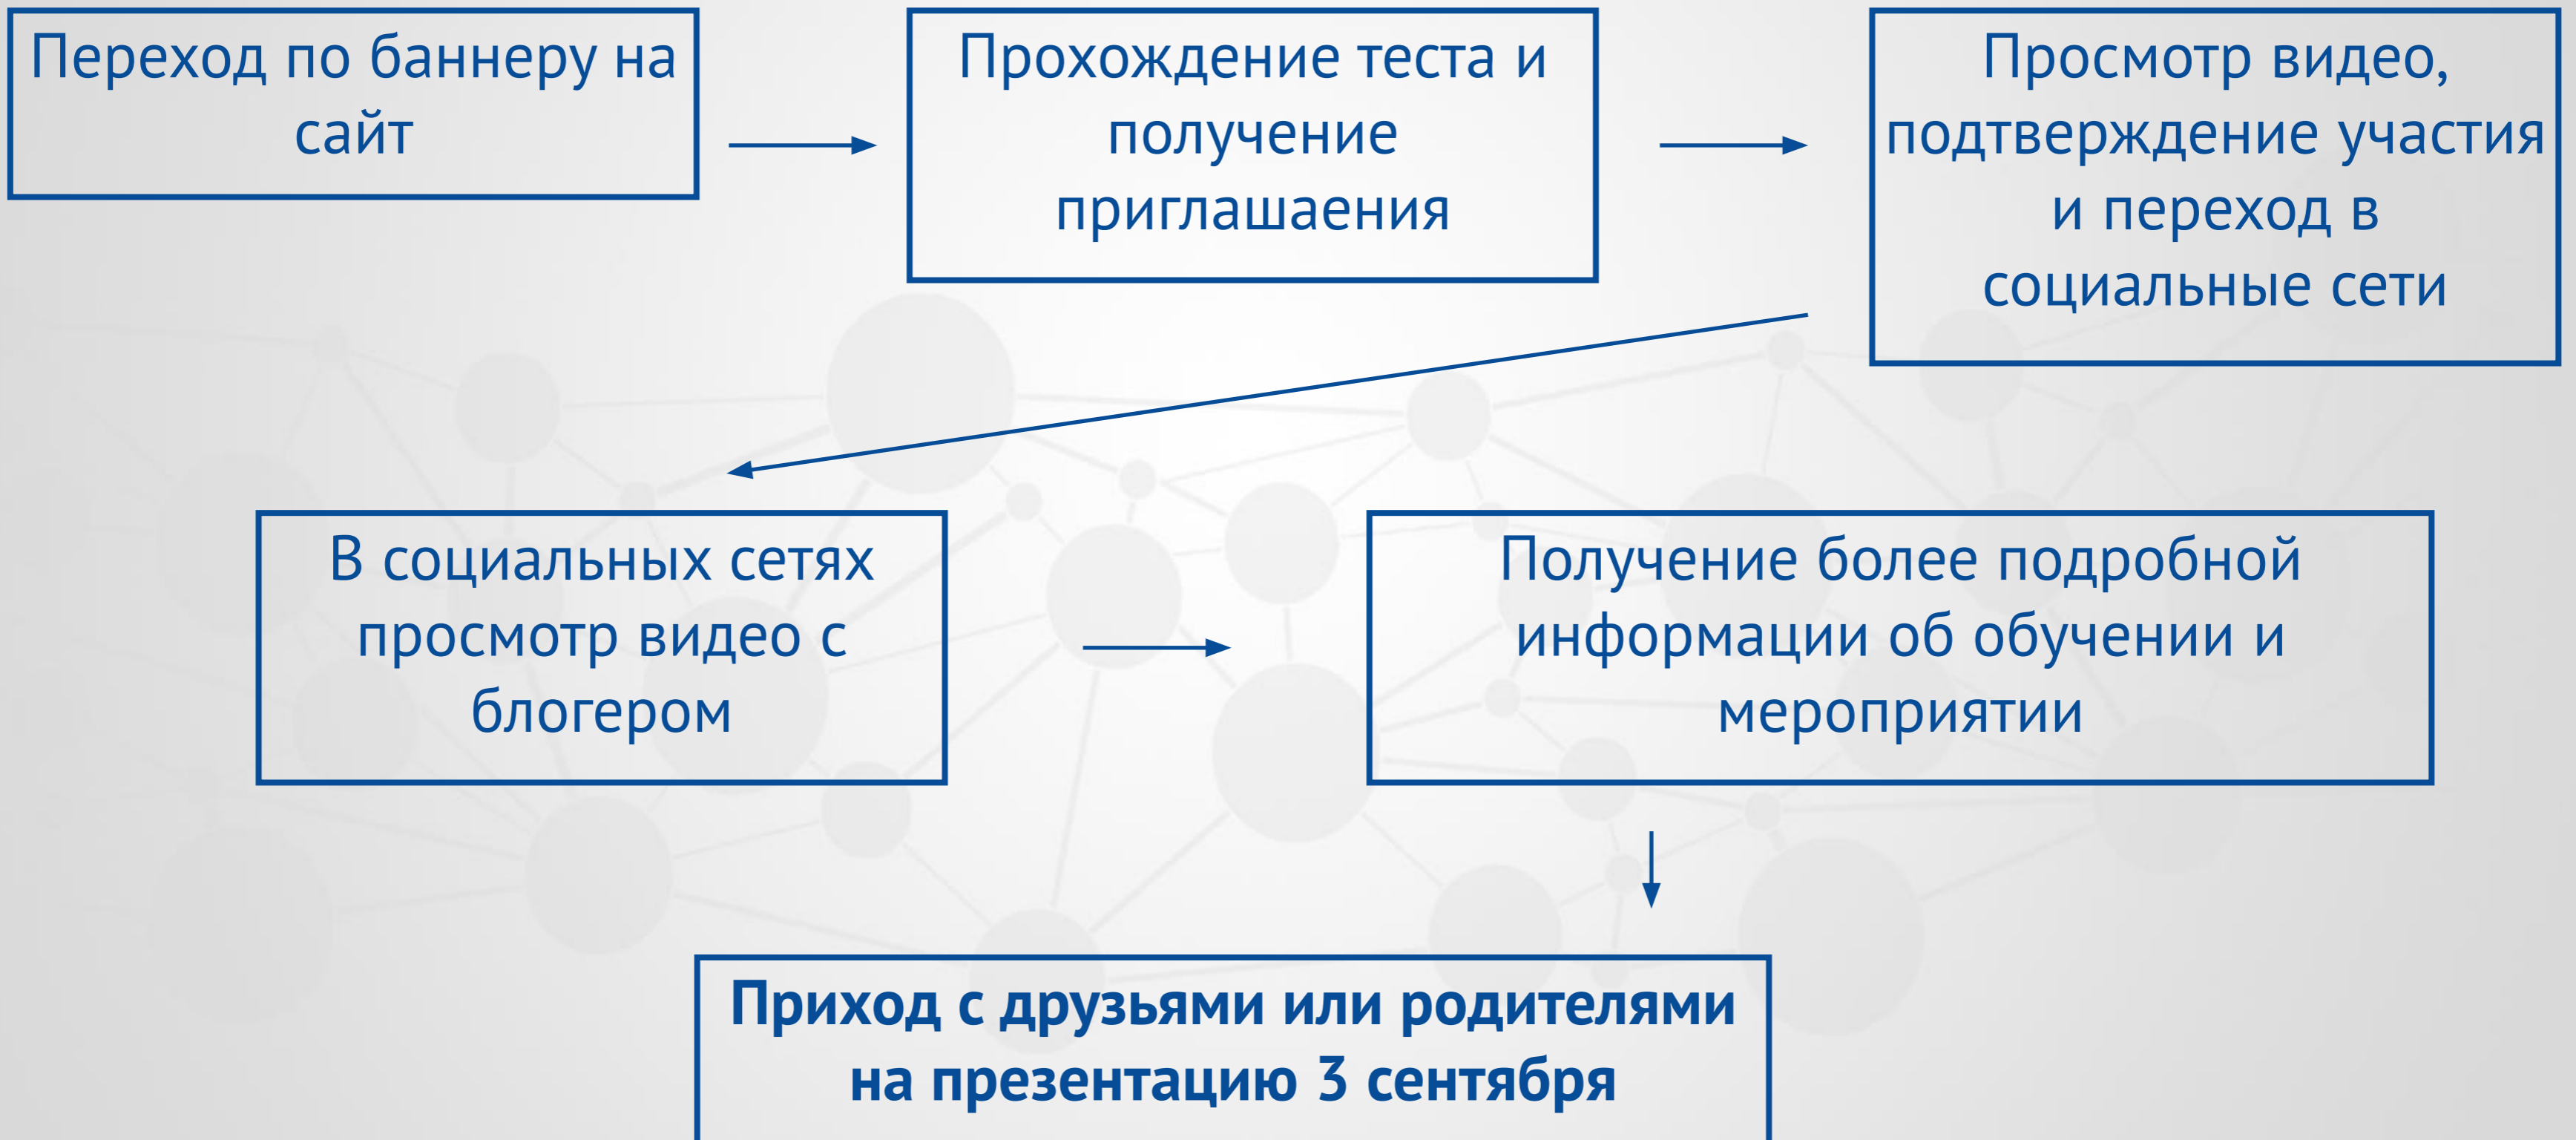 Переход по баннеру на
сайт
Прохождение теста и
получение
приглашаения
Просмотр видео,
подтверждение участия
и переход в
социальные сети
В социальных сетях
просмотр видео с
блогером
Получение более подробной
информации об обучении и
мероприятии
Приход с друзьями или родителями
на презентацию 3 сентября